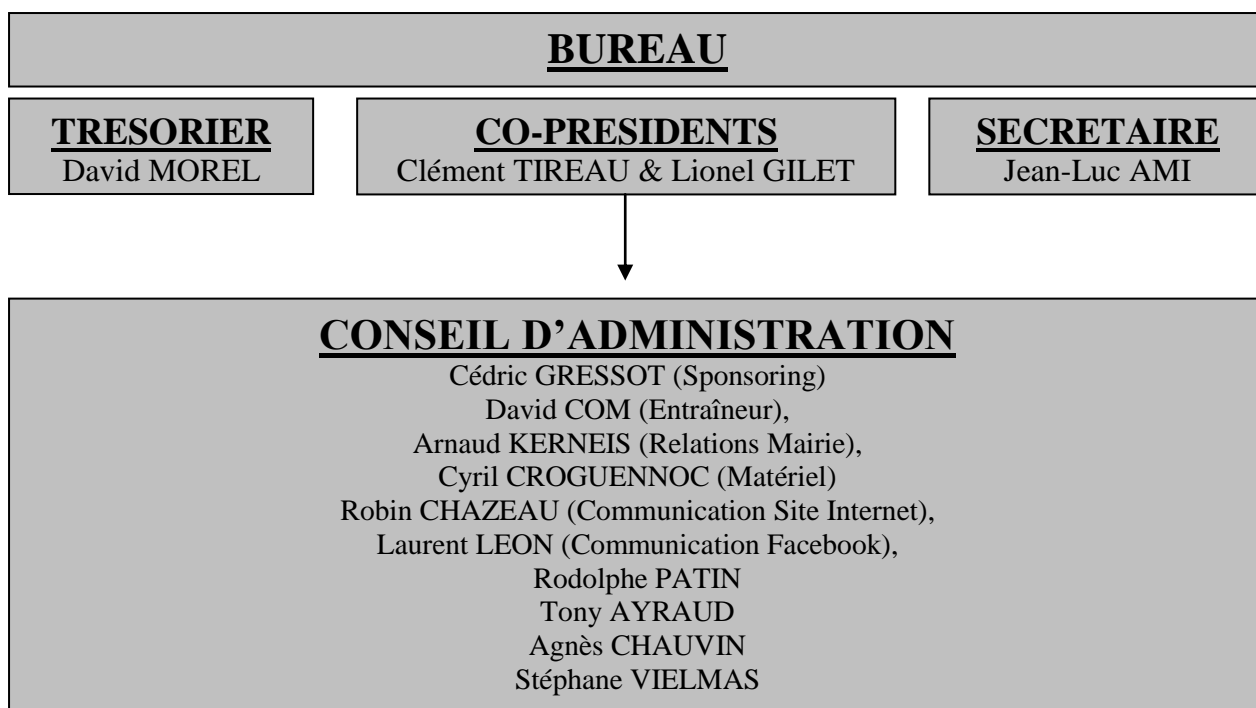 BUREAU
TRESORIER
David MOREL
CO-PRESIDENTS
Clément TIREAU & Lionel GILET
SECRETAIRE
Jean-Luc AMI
CONSEIL D’ADMINISTRATION
Cédric GRESSOT (Sponsoring)
David COM (Entraîneur),
Arnaud KERNEIS (Relations Mairie),
Cyril CROGUENNOC (Matériel)
Robin CHAZEAU (Communication Site Internet),
Laurent LEON (Communication Facebook),
Rodolphe PATIN
Tony AYRAUD
Agnès CHAUVIN
Stéphane VIELMAS